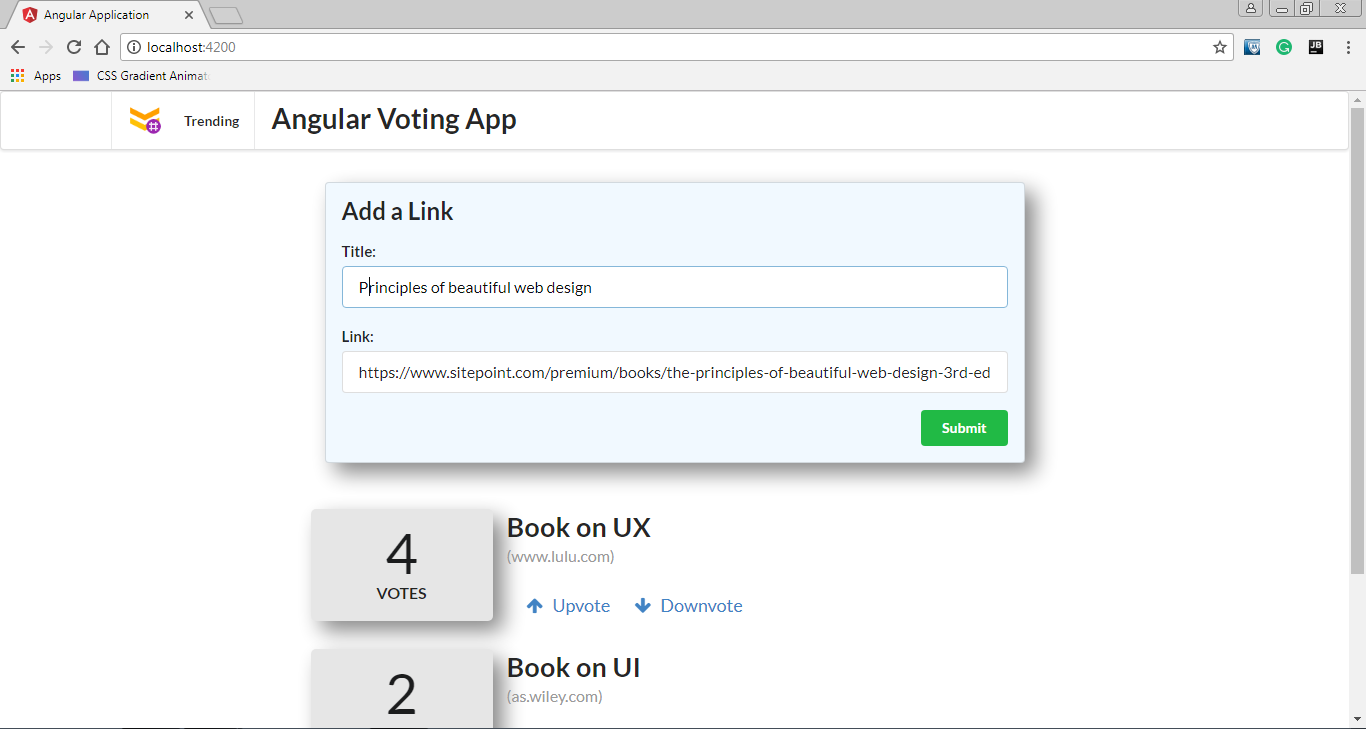 Angular Application
localhost:4200
Apps CSS Gradient Animat
Trending Angular Voting App
Add a Link
Title:
Principles of beautiful web design
Link:
https://www.sitepoint.com/premium/books/the-principles-of-beautiful-web-design-3rd-ed
Submit
4
VOTES
Book on UX
(www.lulu.com)
Upvote Downvote
2
Book on UI
(as.wiley.com)